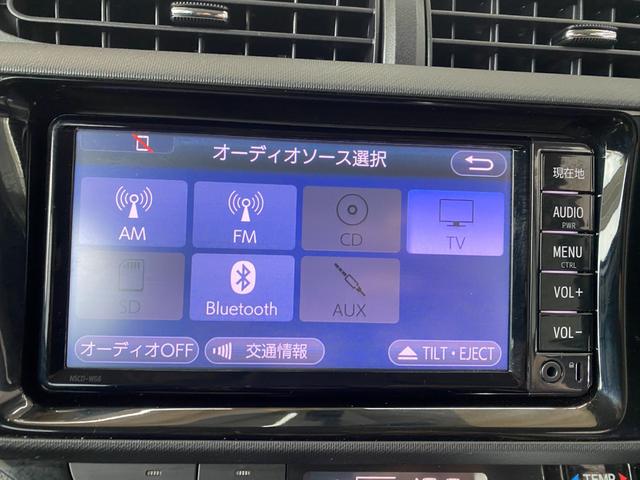 オーディオソース選択
現在地
AM
FM
CD
TV
AUDIO
PWR
MENU
CTRL
SD
Bluetooth
AUX
VOL+
VOL-
オーディオOFF
交通情報
TILT・EJECT
NSCD-W66
TEMP